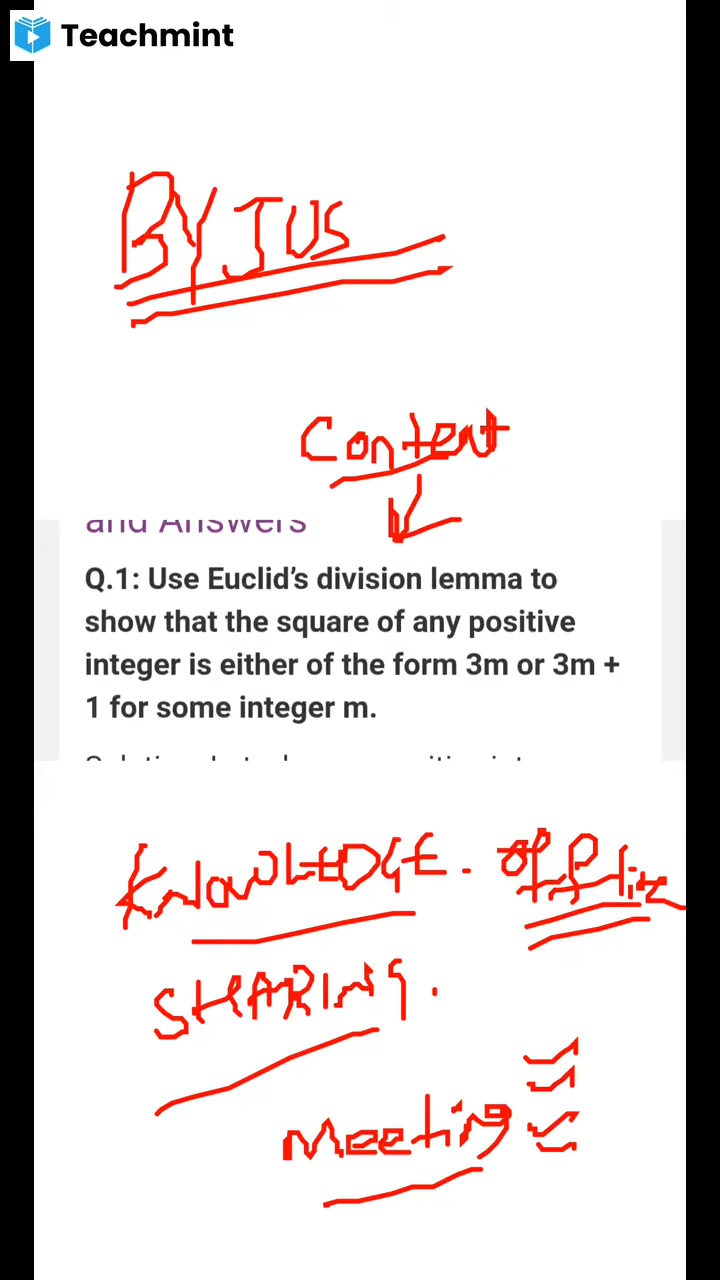 Teachmint
BYJUS
Content
and Answers
Q.1: Use Euclid's division lemma to
show that the square of any positive
integer is either of the form 3m or 3m +
1 for some integer m.
KNOWLEDGE.
SHARING.
Meeting